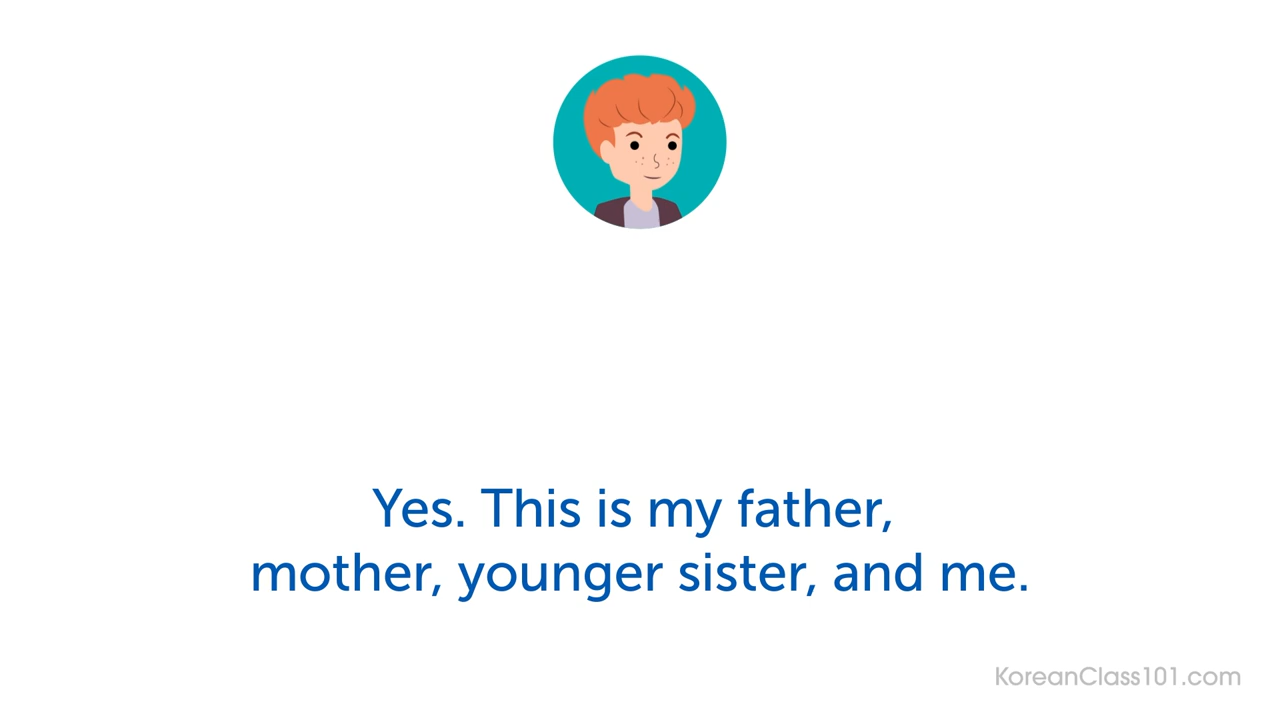 Yes. This is my father,
mother, younger sister, and me.
KoreanClass101.com